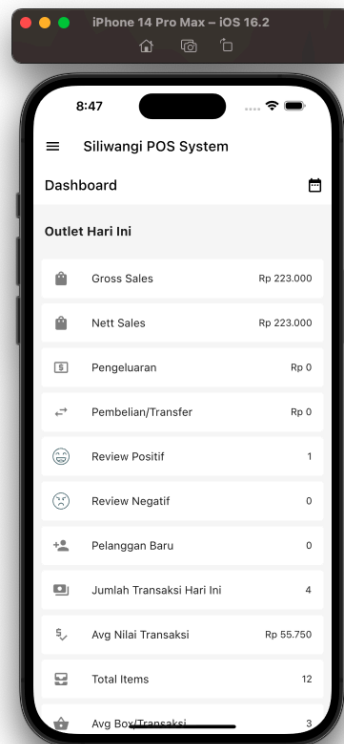 iPhone 14 Pro Max – iOS 16.2
8:47
Siliwangi POS System
Dashboard
Outlet Hari Ini
Gross Sales Rp 223.000
Nett Sales Rp 223.000
Pengeluaran Rp 0
Pembelian/Transfer Rp 0
Review Positif 1
Review Negatif 0
Pelanggan Baru 0
Jumlah Transaksi Hari Ini 4
Avg Nilai Transaksi Rp 55.750
Total Items 12
Avg Box/Transaksi 3